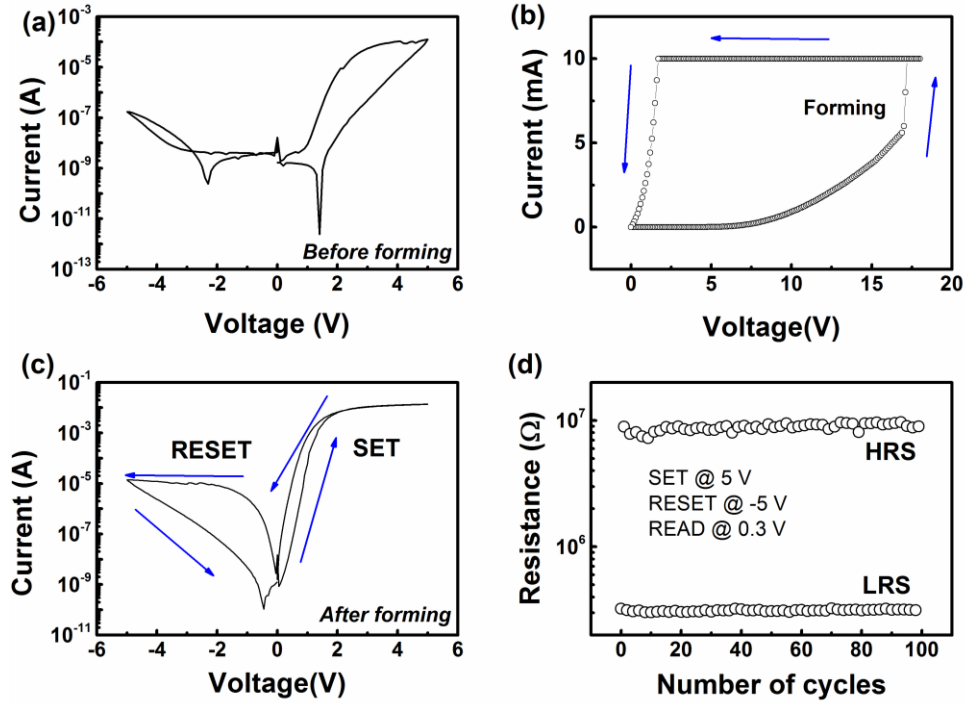 (a)
10^-3
10^-5
10^-7
10^-9
10^-11
10^-13
Current (A)
Before forming
-6 -4 -2 0 2 4 6
Voltage (V)
(b)
10
5
0
Current (mA)
Forming
0 5 10 15 20
Voltage(V)
(c)
10^-1
10^-3
10^-5
10^-7
10^-9
10^-11
Current (A)
RESET
SET
After forming
-6 -4 -2 0 2 4 6
Voltage(V)
(d)
10^7
10^6
Resistance (Ω)
HRS
SET @ 5 V
RESET @ -5 V
READ @ 0.3 V
LRS
0 20 40 60 80 100
Number of cycles